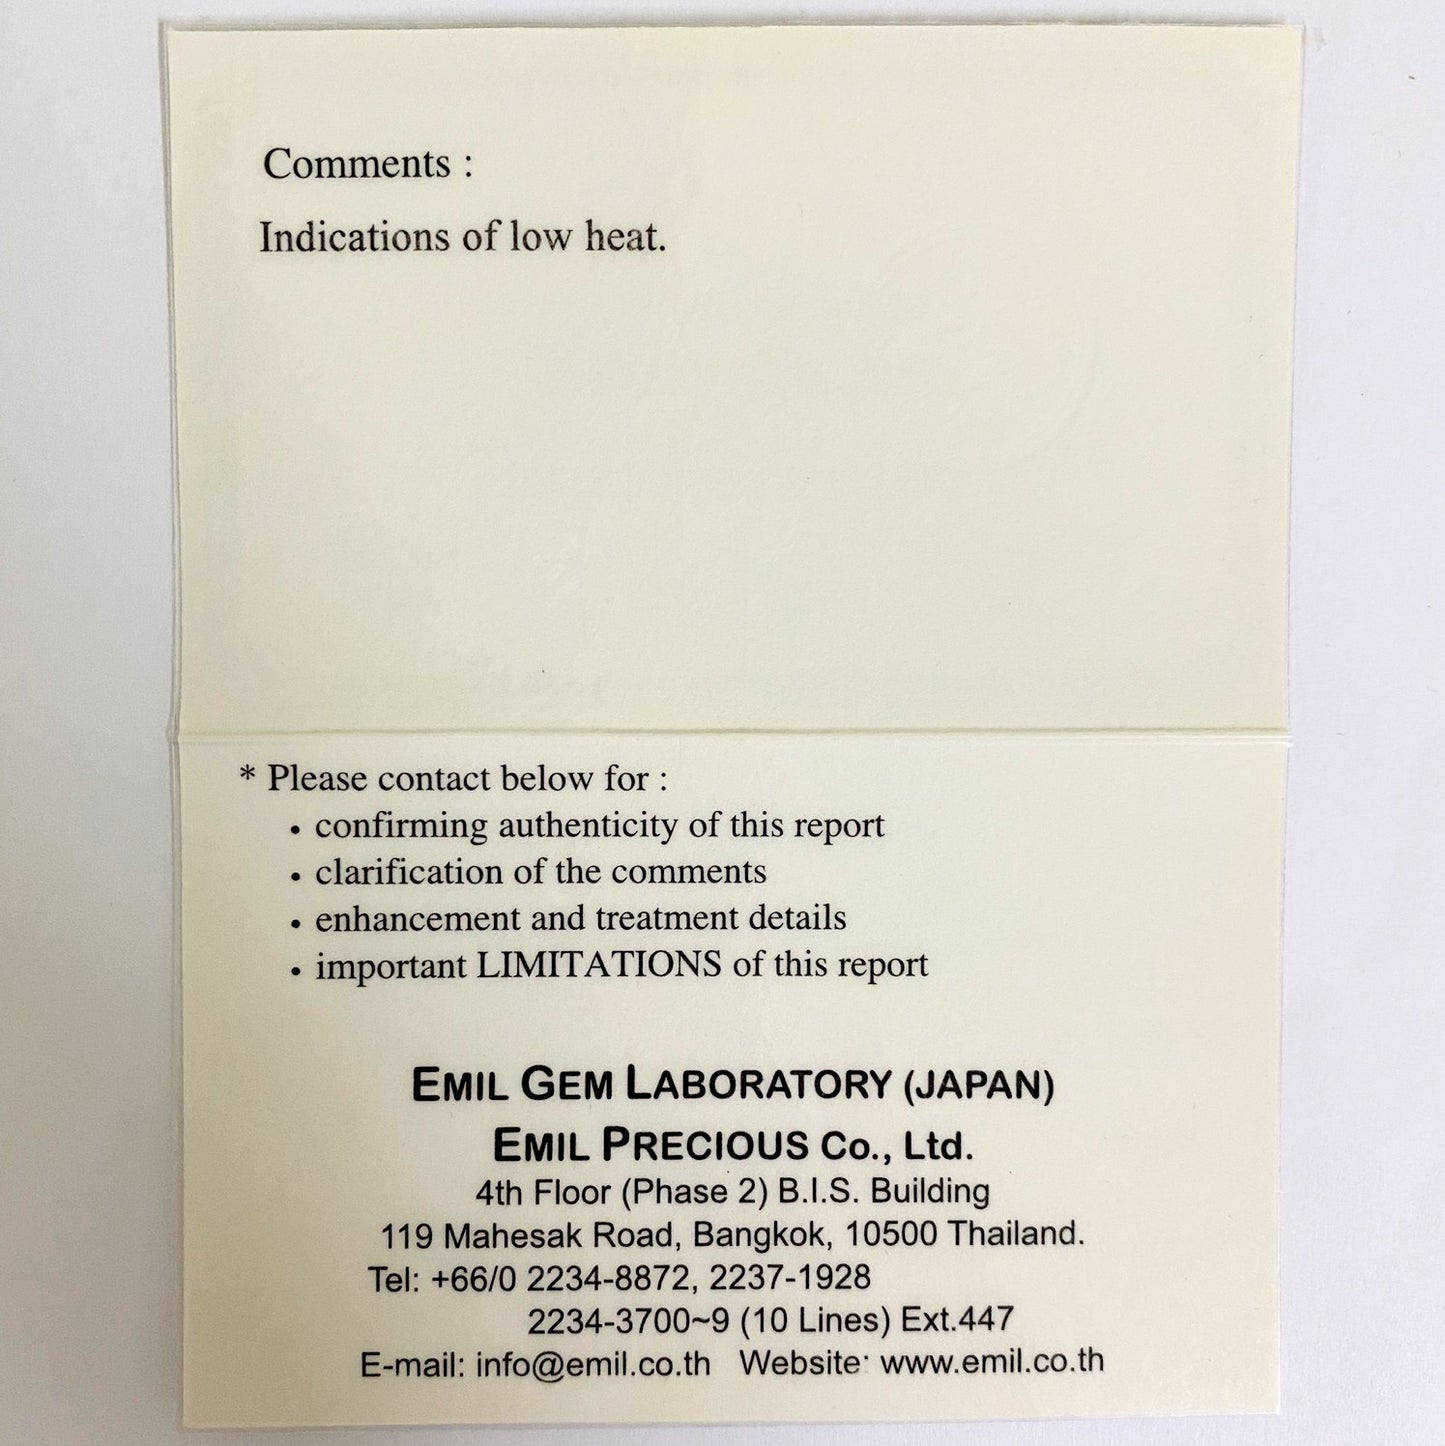 Comments :
Indications of low heat.
* Please contact below for :
• confirming authenticity of this report
• clarification of the comments
• enhancement and treatment details
• important LIMITATIONS of this report
EMIL GEM LABORATORY (JAPAN)
EMIL PRECIOUS Co., Ltd.
4th Floor (Phase 2) B.I.S. Building
119 Mahesak Road, Bangkok, 10500 Thailand.
Tel: +66/0 2234-8872, 2237-1928
2234-3700~9 (10 Lines) Ext.447
E-mail: info@emil.co.th Website: www.emil.co.th